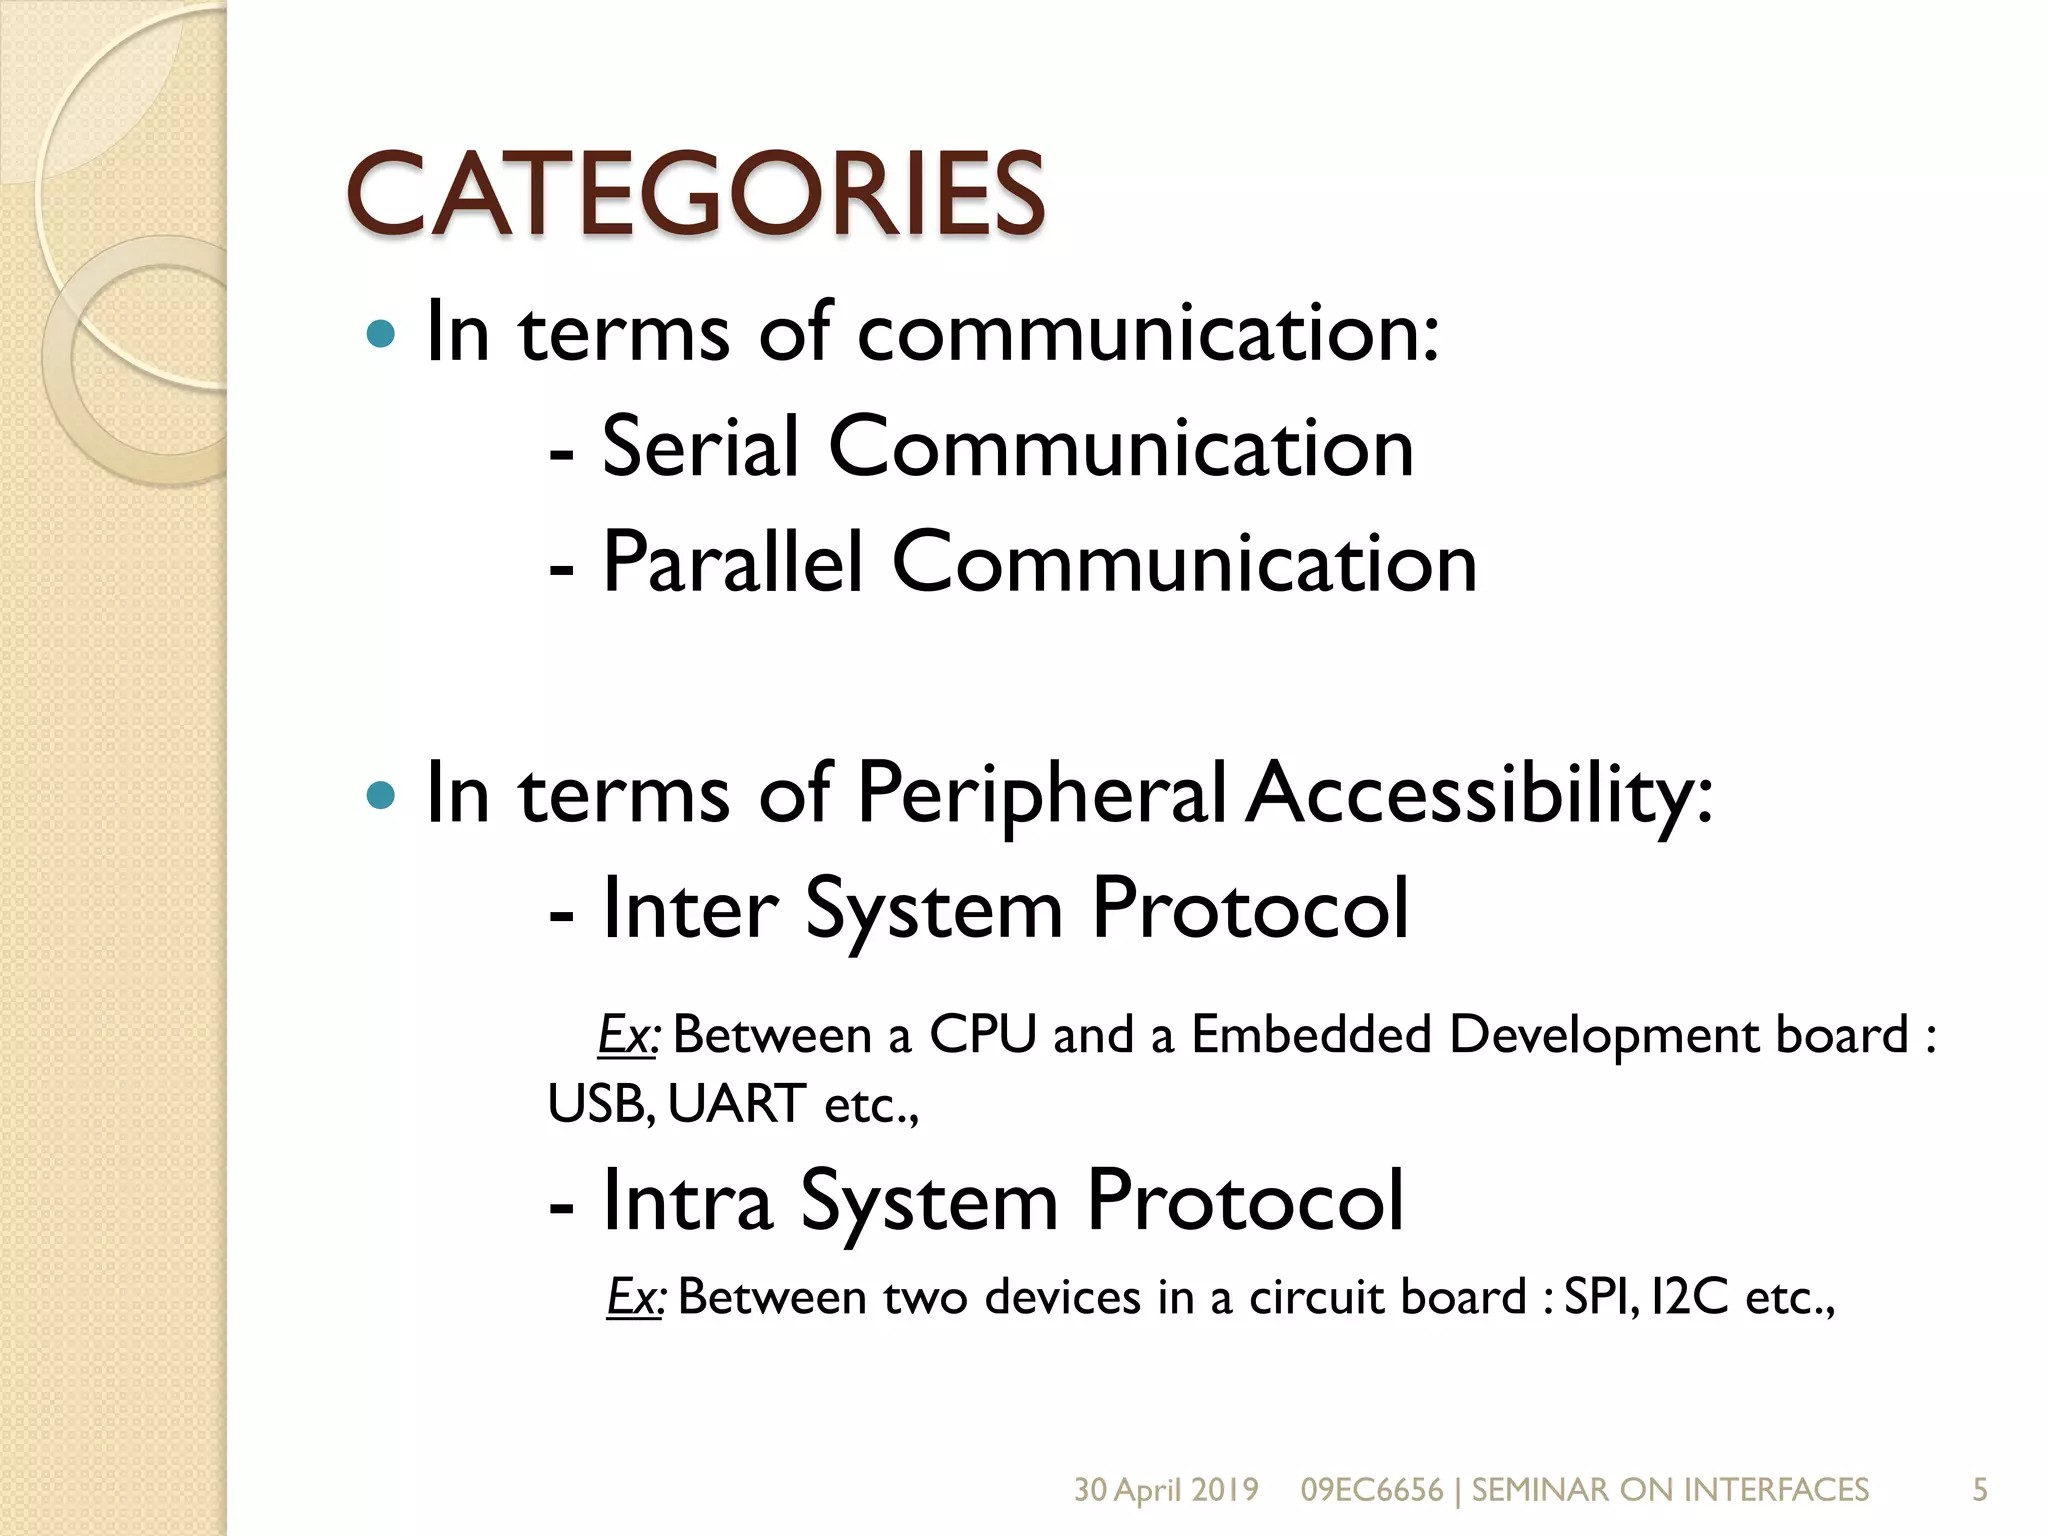 CATEGORIES
• In terms of communication:
- Serial Communication
- Parallel Communication
• In terms of Peripheral Accessibility:
- Inter System Protocol
Ex: Between a CPU and a Embedded Development board :
USB, UART etc.,
- Intra System Protocol
Ex: Between two devices in a circuit board : SPI, I2C etc.,
30 April 2019 09EC6656 | SEMINAR ON INTERFACES 5